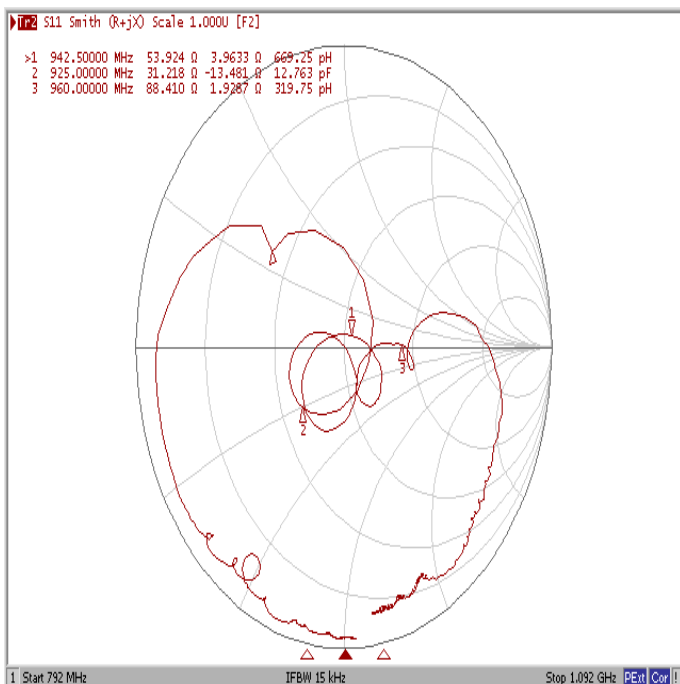 Tr2 S11 Smith (R+jX) Scale 1.000U [F2]
>1 942.50000 MHz 53.924 Ω 3.9633 Ω 669.25 pH
2 925.00000 MHz 31.218 Ω -13.481 Ω 12.763 pF
3 960.00000 MHz 88.410 Ω 1.9287 Ω 319.75 pH
1
3
2
1 Start 792 MHz IFBW 15 kHz Stop 1.092 GHz PExt Cor !